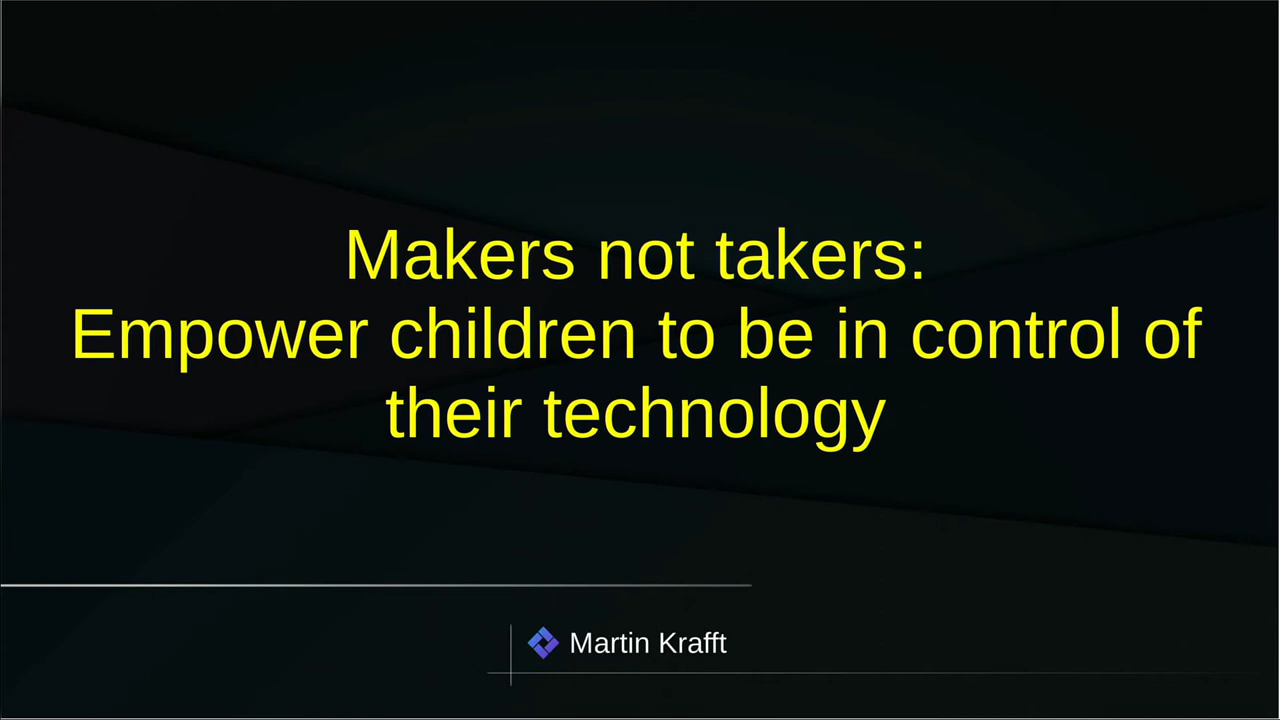 Makers not takers:
Empower children to be in control of
their technology
Martin Krafft